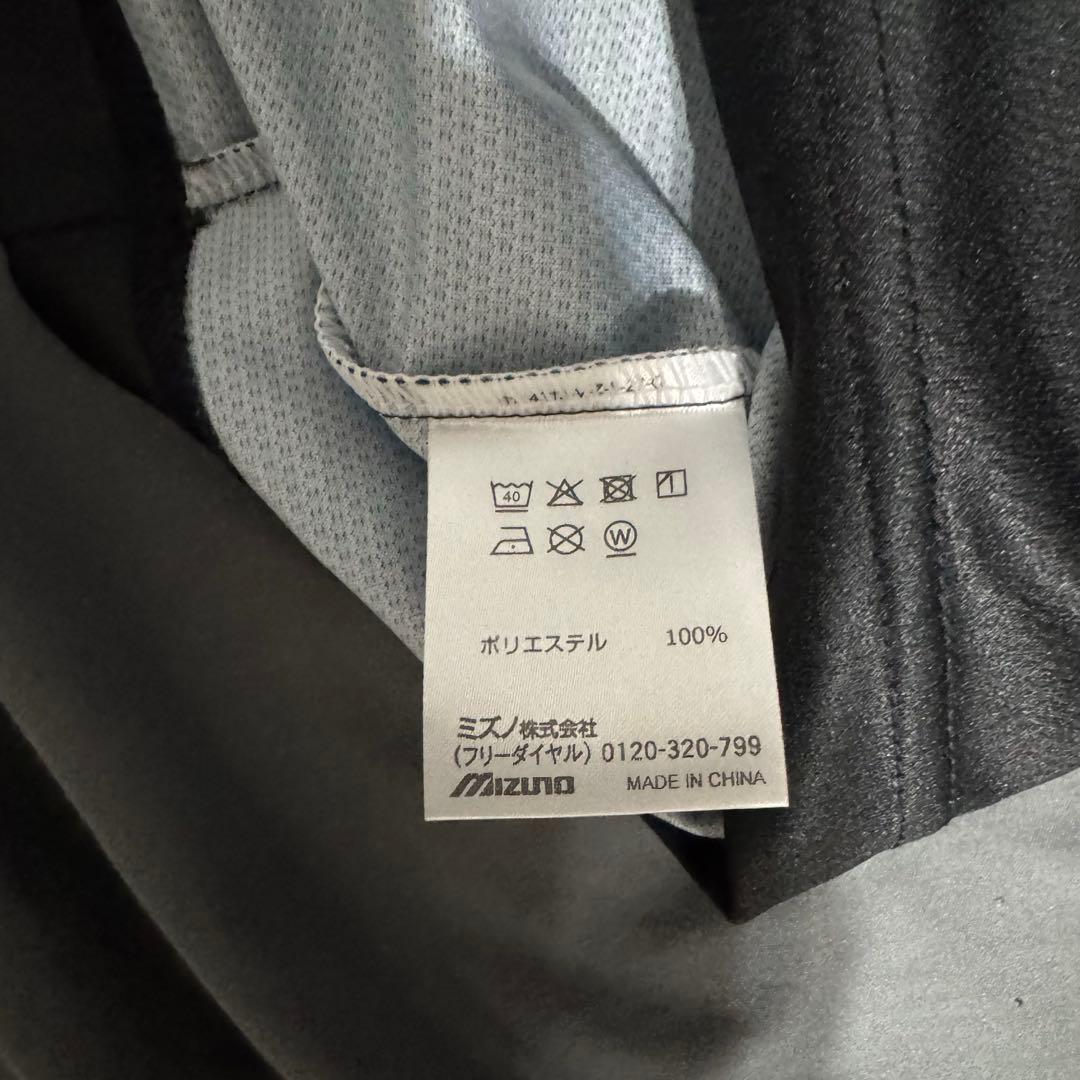 40
W
ポリエステル 100%
ミズノ株式会社
(フリーダイヤル) 0120-320-799
MIZUNO MADE IN CHINA